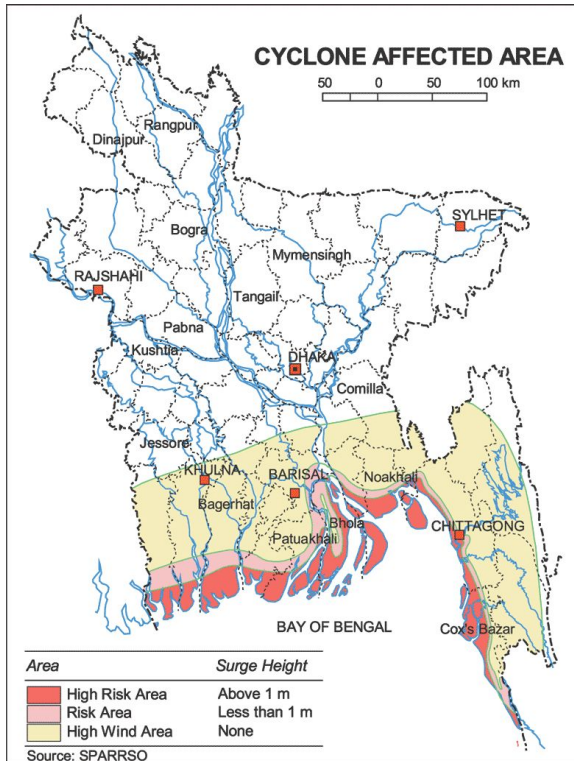 CYCLONE AFFECTED AREA
50 0 50 100 km
Rangpur
Dinajpur
SYLHET
Bogra
Mymensingh
RAJSHAHI
Tangail
Pabna
Kushtia
DHAKA
Comilla
Jessore
KHULNA
BARISAL
Noakhali
Bagerhat
Bhola
CHITTAGONG
Patuakhali
BAY OF BENGAL
Cox's Bazar
Area Surge Height
High Risk Area Above 1 m
Risk Area Less than 1 m
High Wind Area None
Source: SPARRSO
1